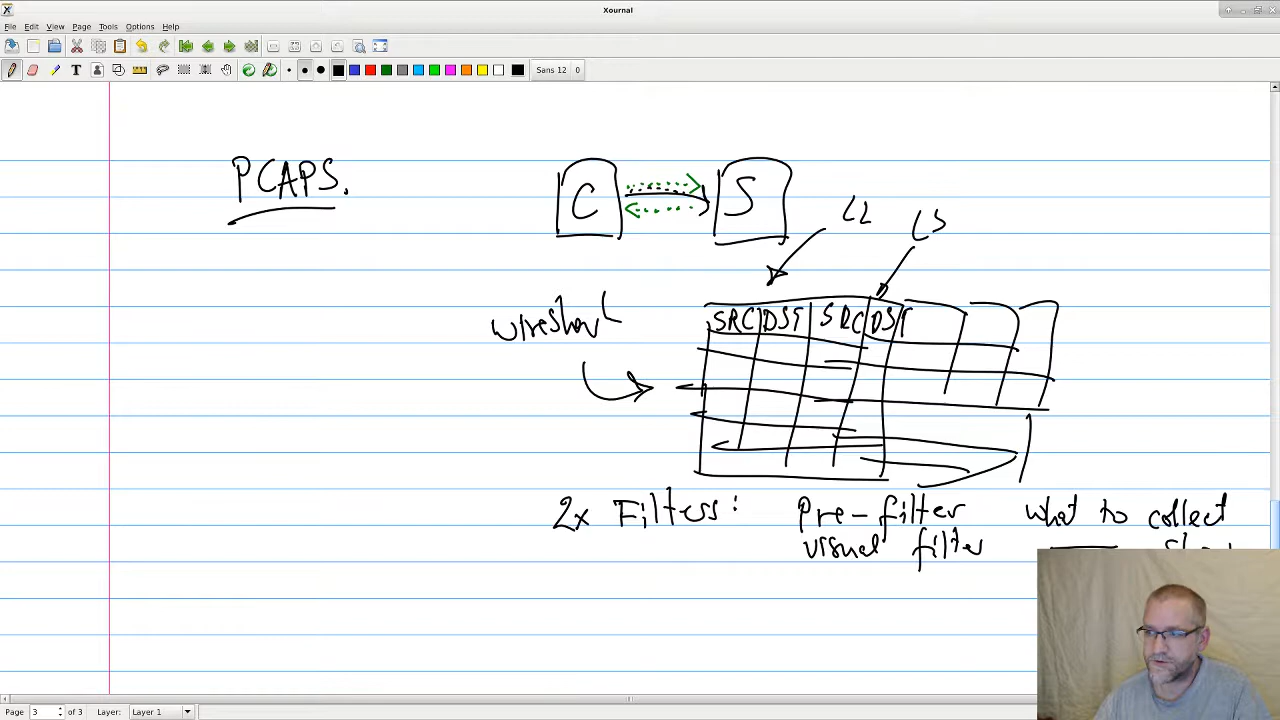 Xournal
File Edit View Page Tools Options Help
Sans 12 0
PCAPS.
C S
L2 L3
SRC DST SRC DST
wireshark
2x Filters: Pre-filter what to collect
visual filter
Page 3 of 3 Layer: Layer 1